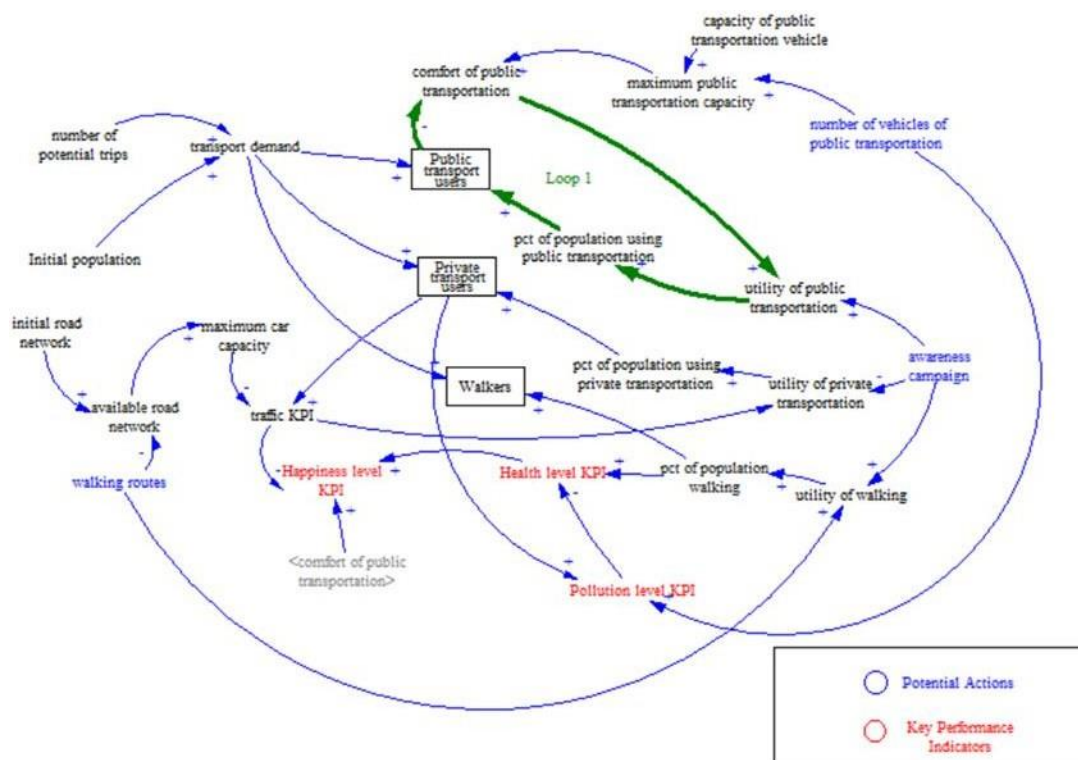 capacity of public
transportation vehicle
comfort of public
transportation
maximum public
transportation capacity
number of
potential trips
transport demand
number of vehicles of
public transportation
Public
transport
users
Loop 1
pct of population using
public transportation
Initial population
Private
transport
users
utility of public
transportation
initial road
network
maximum car
capacity
pct of population using
private transportation
awareness
campaign
Walkers
utility of private
transportation
available road
network
traffic KPI
walking routes
Happiness level
KPI
Health level KPI
pct of population
walking
utility of walking
<comfort of public
transportation>
Pollution level KPI
Potential Actions
Key Performance
Indicators